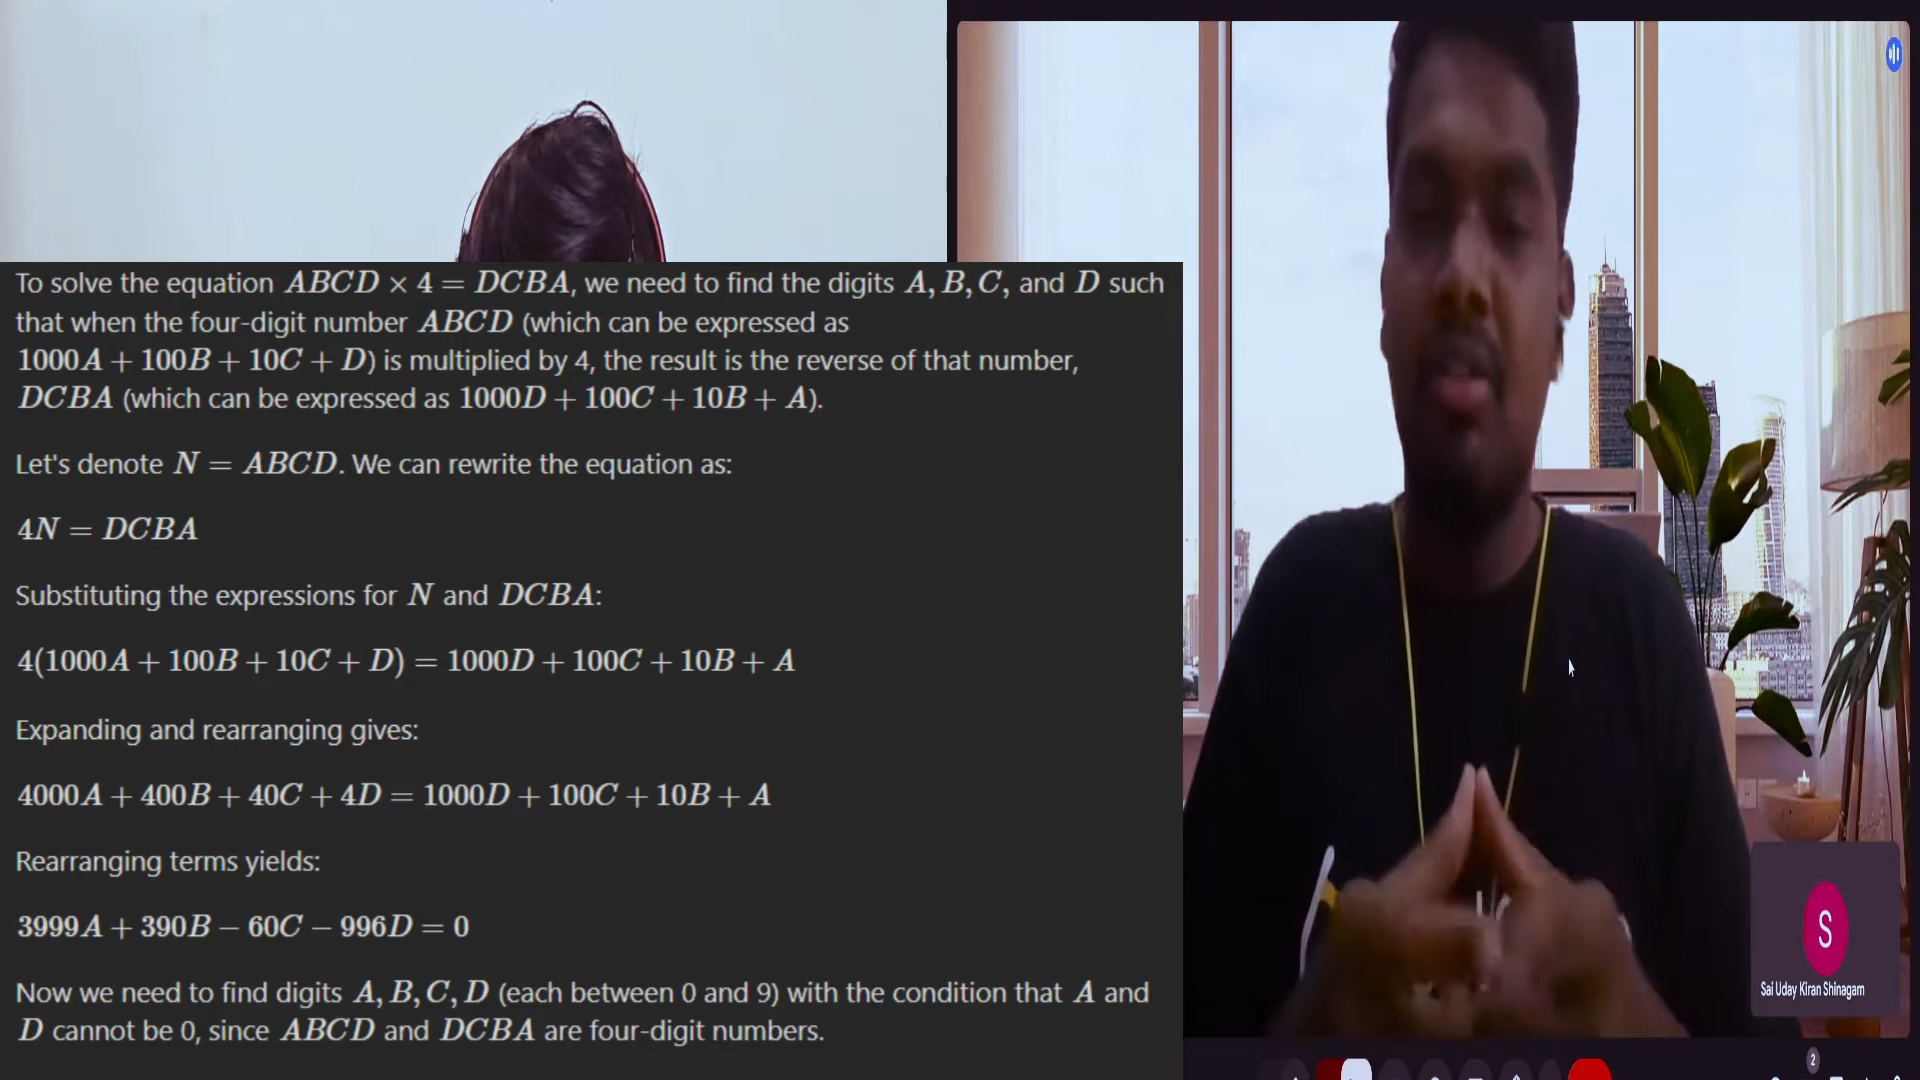 To solve the equation ABCD × 4 = DCBA, we need to find the digits A, B, C, and D such
that when the four-digit number ABCD (which can be expressed as
1000A + 100B + 10C + D) is multiplied by 4, the result is the reverse of that number,
DCBA (which can be expressed as 1000D + 100C + 10B + A).
Let's denote N = ABCD. We can rewrite the equation as:
4N = DCBA
Substituting the expressions for N and DCBA:
4(1000A + 100B + 10C + D) = 1000D + 100C + 10B + A
Expanding and rearranging gives:
4000A + 400B + 40C + 4D = 1000D + 100C + 10B + A
Rearranging terms yields:
3999A + 390B − 60C − 996D = 0
Now we need to find digits A, B, C, D (each between 0 and 9) with the condition that A and
D cannot be 0, since ABCD and DCBA are four-digit numbers.
S
Sai Uday Kiran Shinagam
2